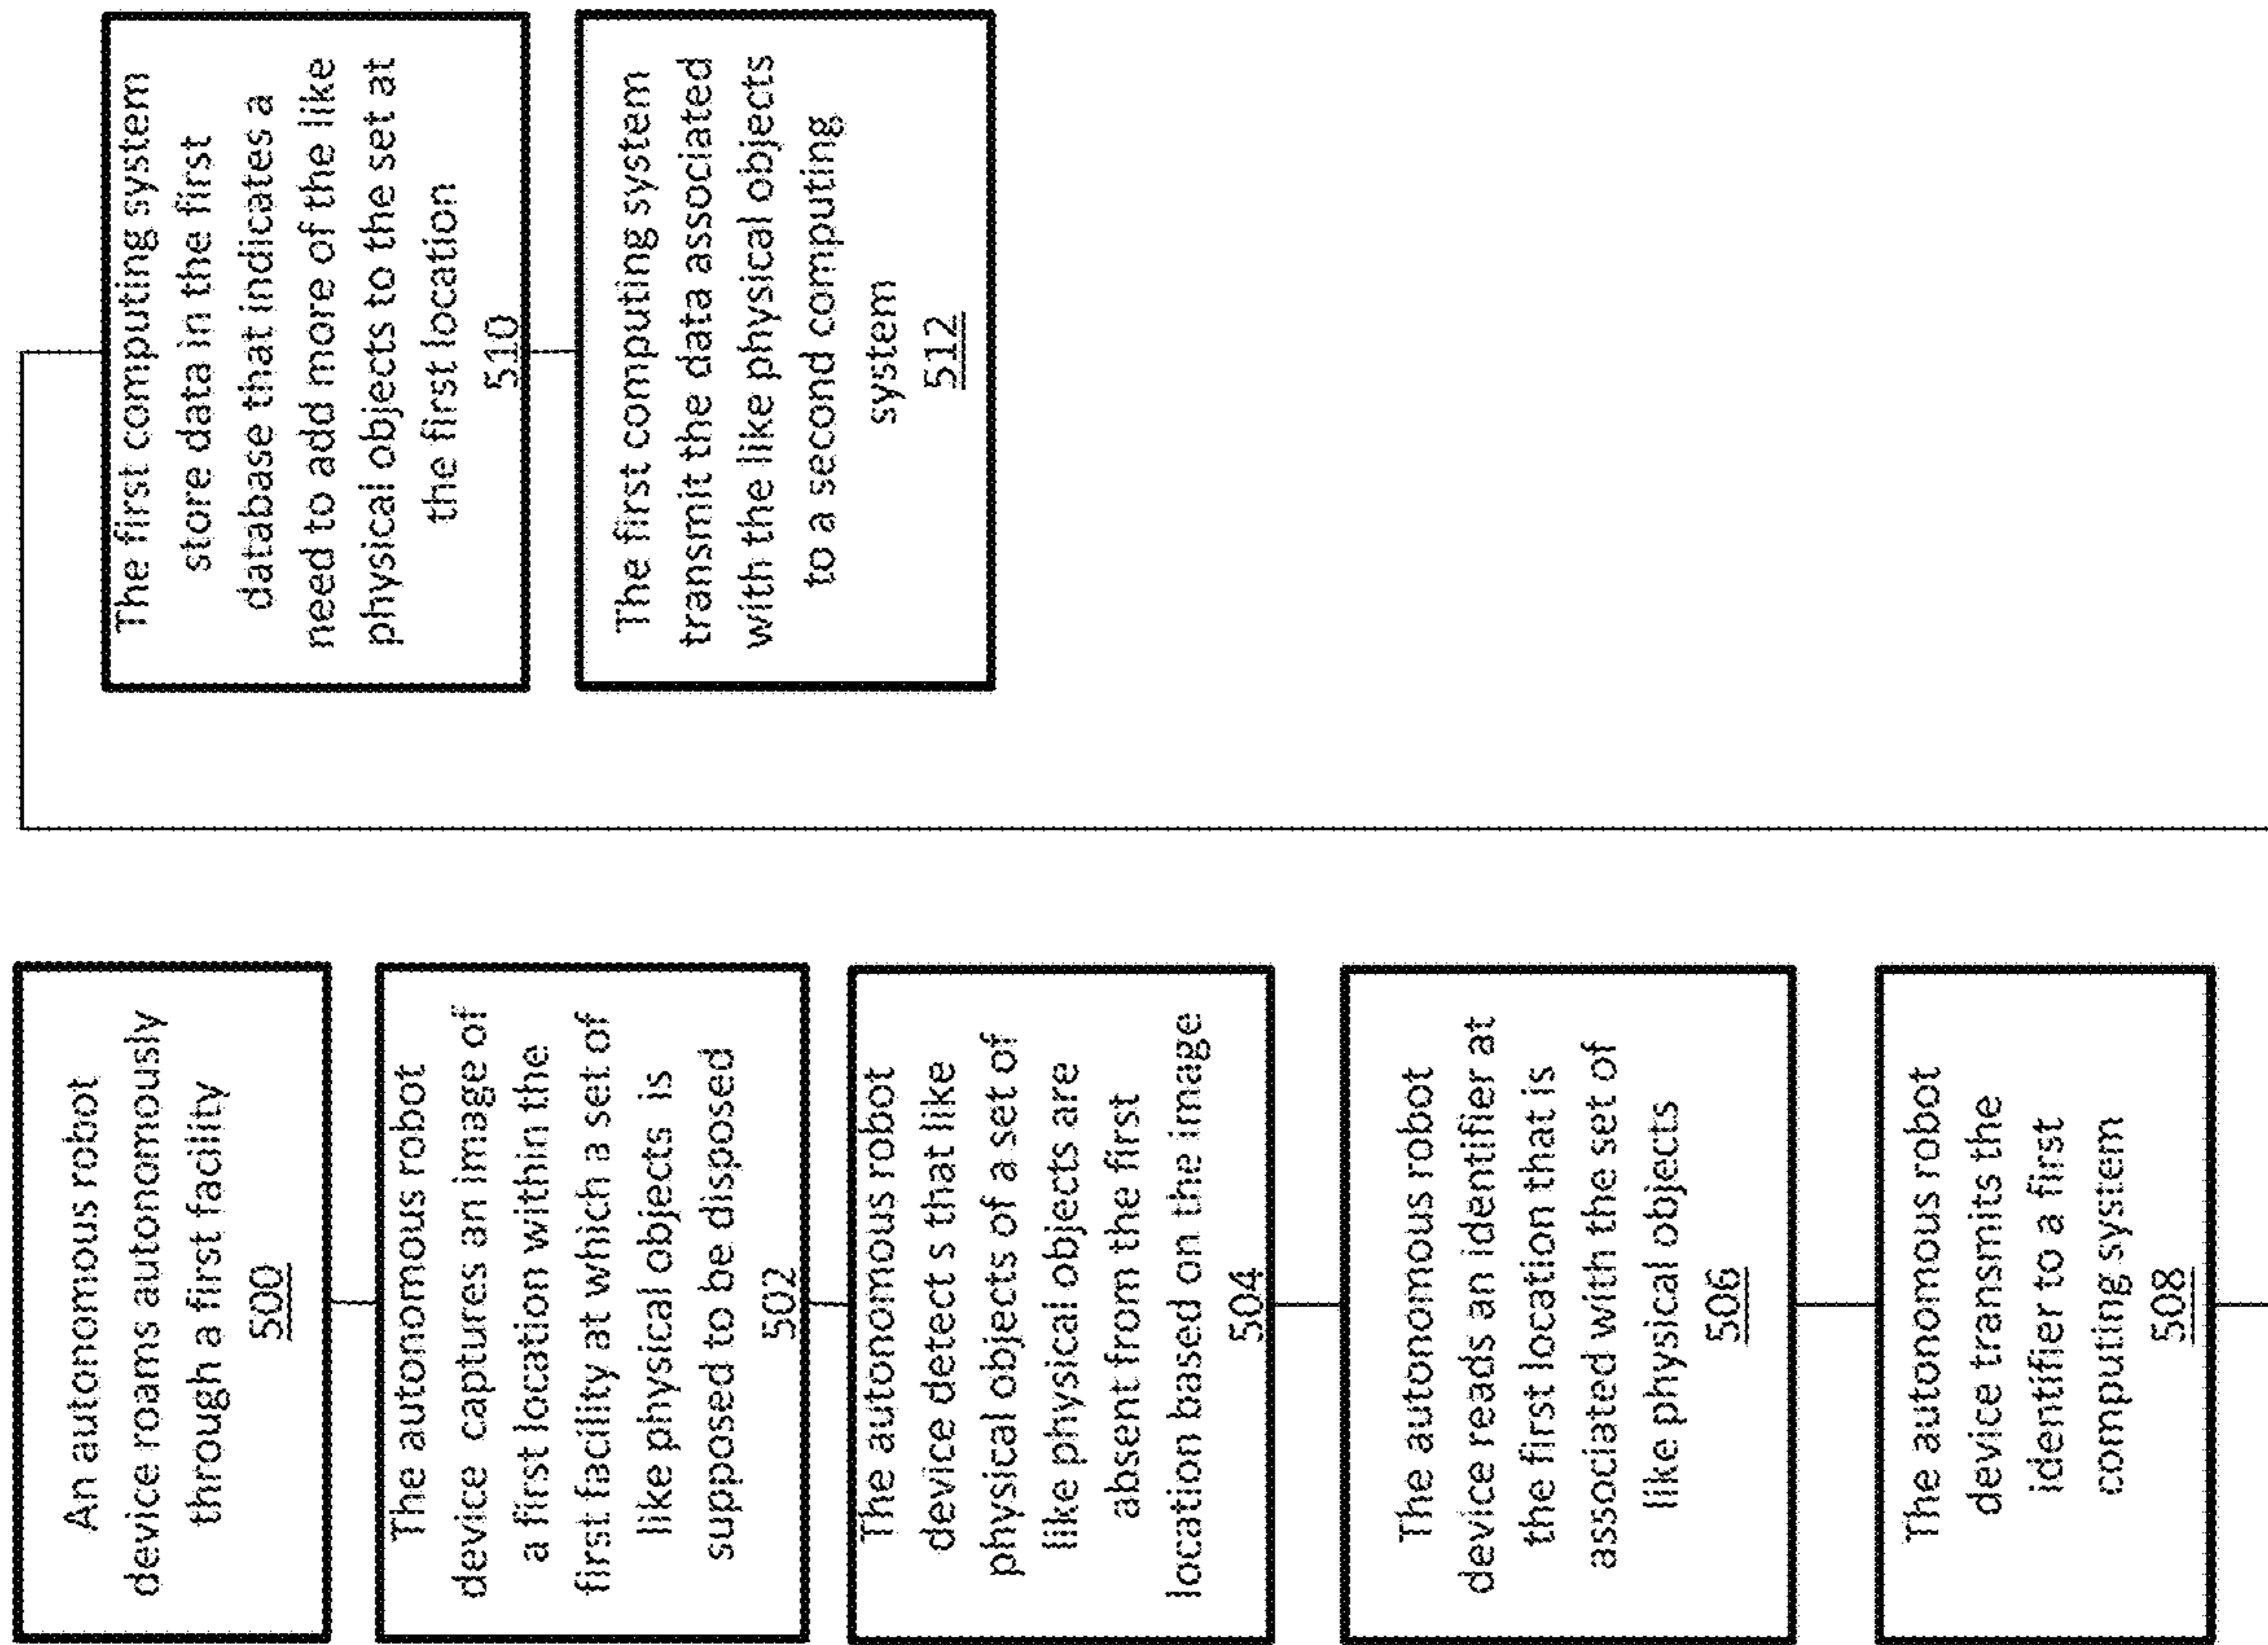 An autonomous robot
device roams autonomously
through a first facility
500
The autonomous robot
device captures an image of
a first location within the
first facility at which a set of
like physical objects is
supposed to be disposed
502
The autonomous robot
device detect s that like
physical objects of a set of
like physical objects are
absent from the first
location based on the image
504
The autonomous robot
device reads an identifier at
the first location that is
associated with the set of
like physical objects
506
The autonomous robot
device transmits the
identifier to a first
computing system
508
The first computing system
store data in the first
database that indicates a
need to add more of the like
physical objects to the set at
the first location
510
The first computing system
transmit the data associated
with the like physical objects
to a second computing
system
512